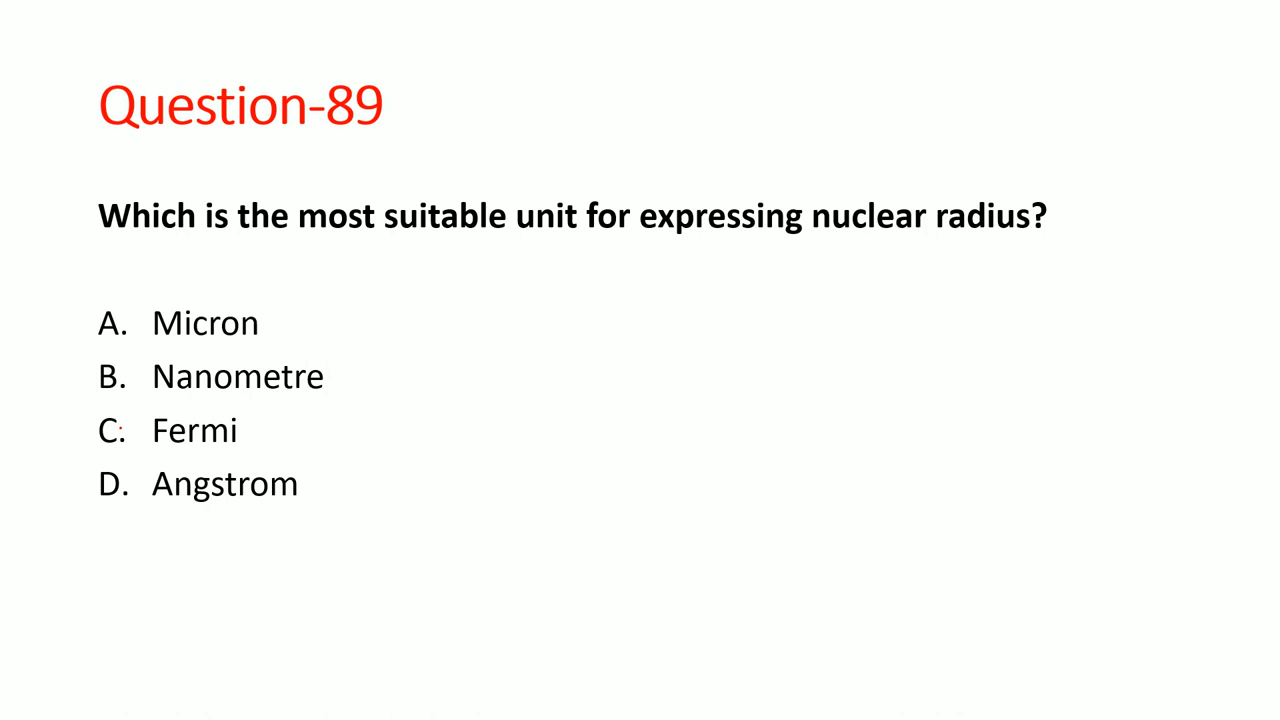 Question-89
Which is the most suitable unit for expressing nuclear radius?
A. Micron
B. Nanometre
C. Fermi
D. Angstrom